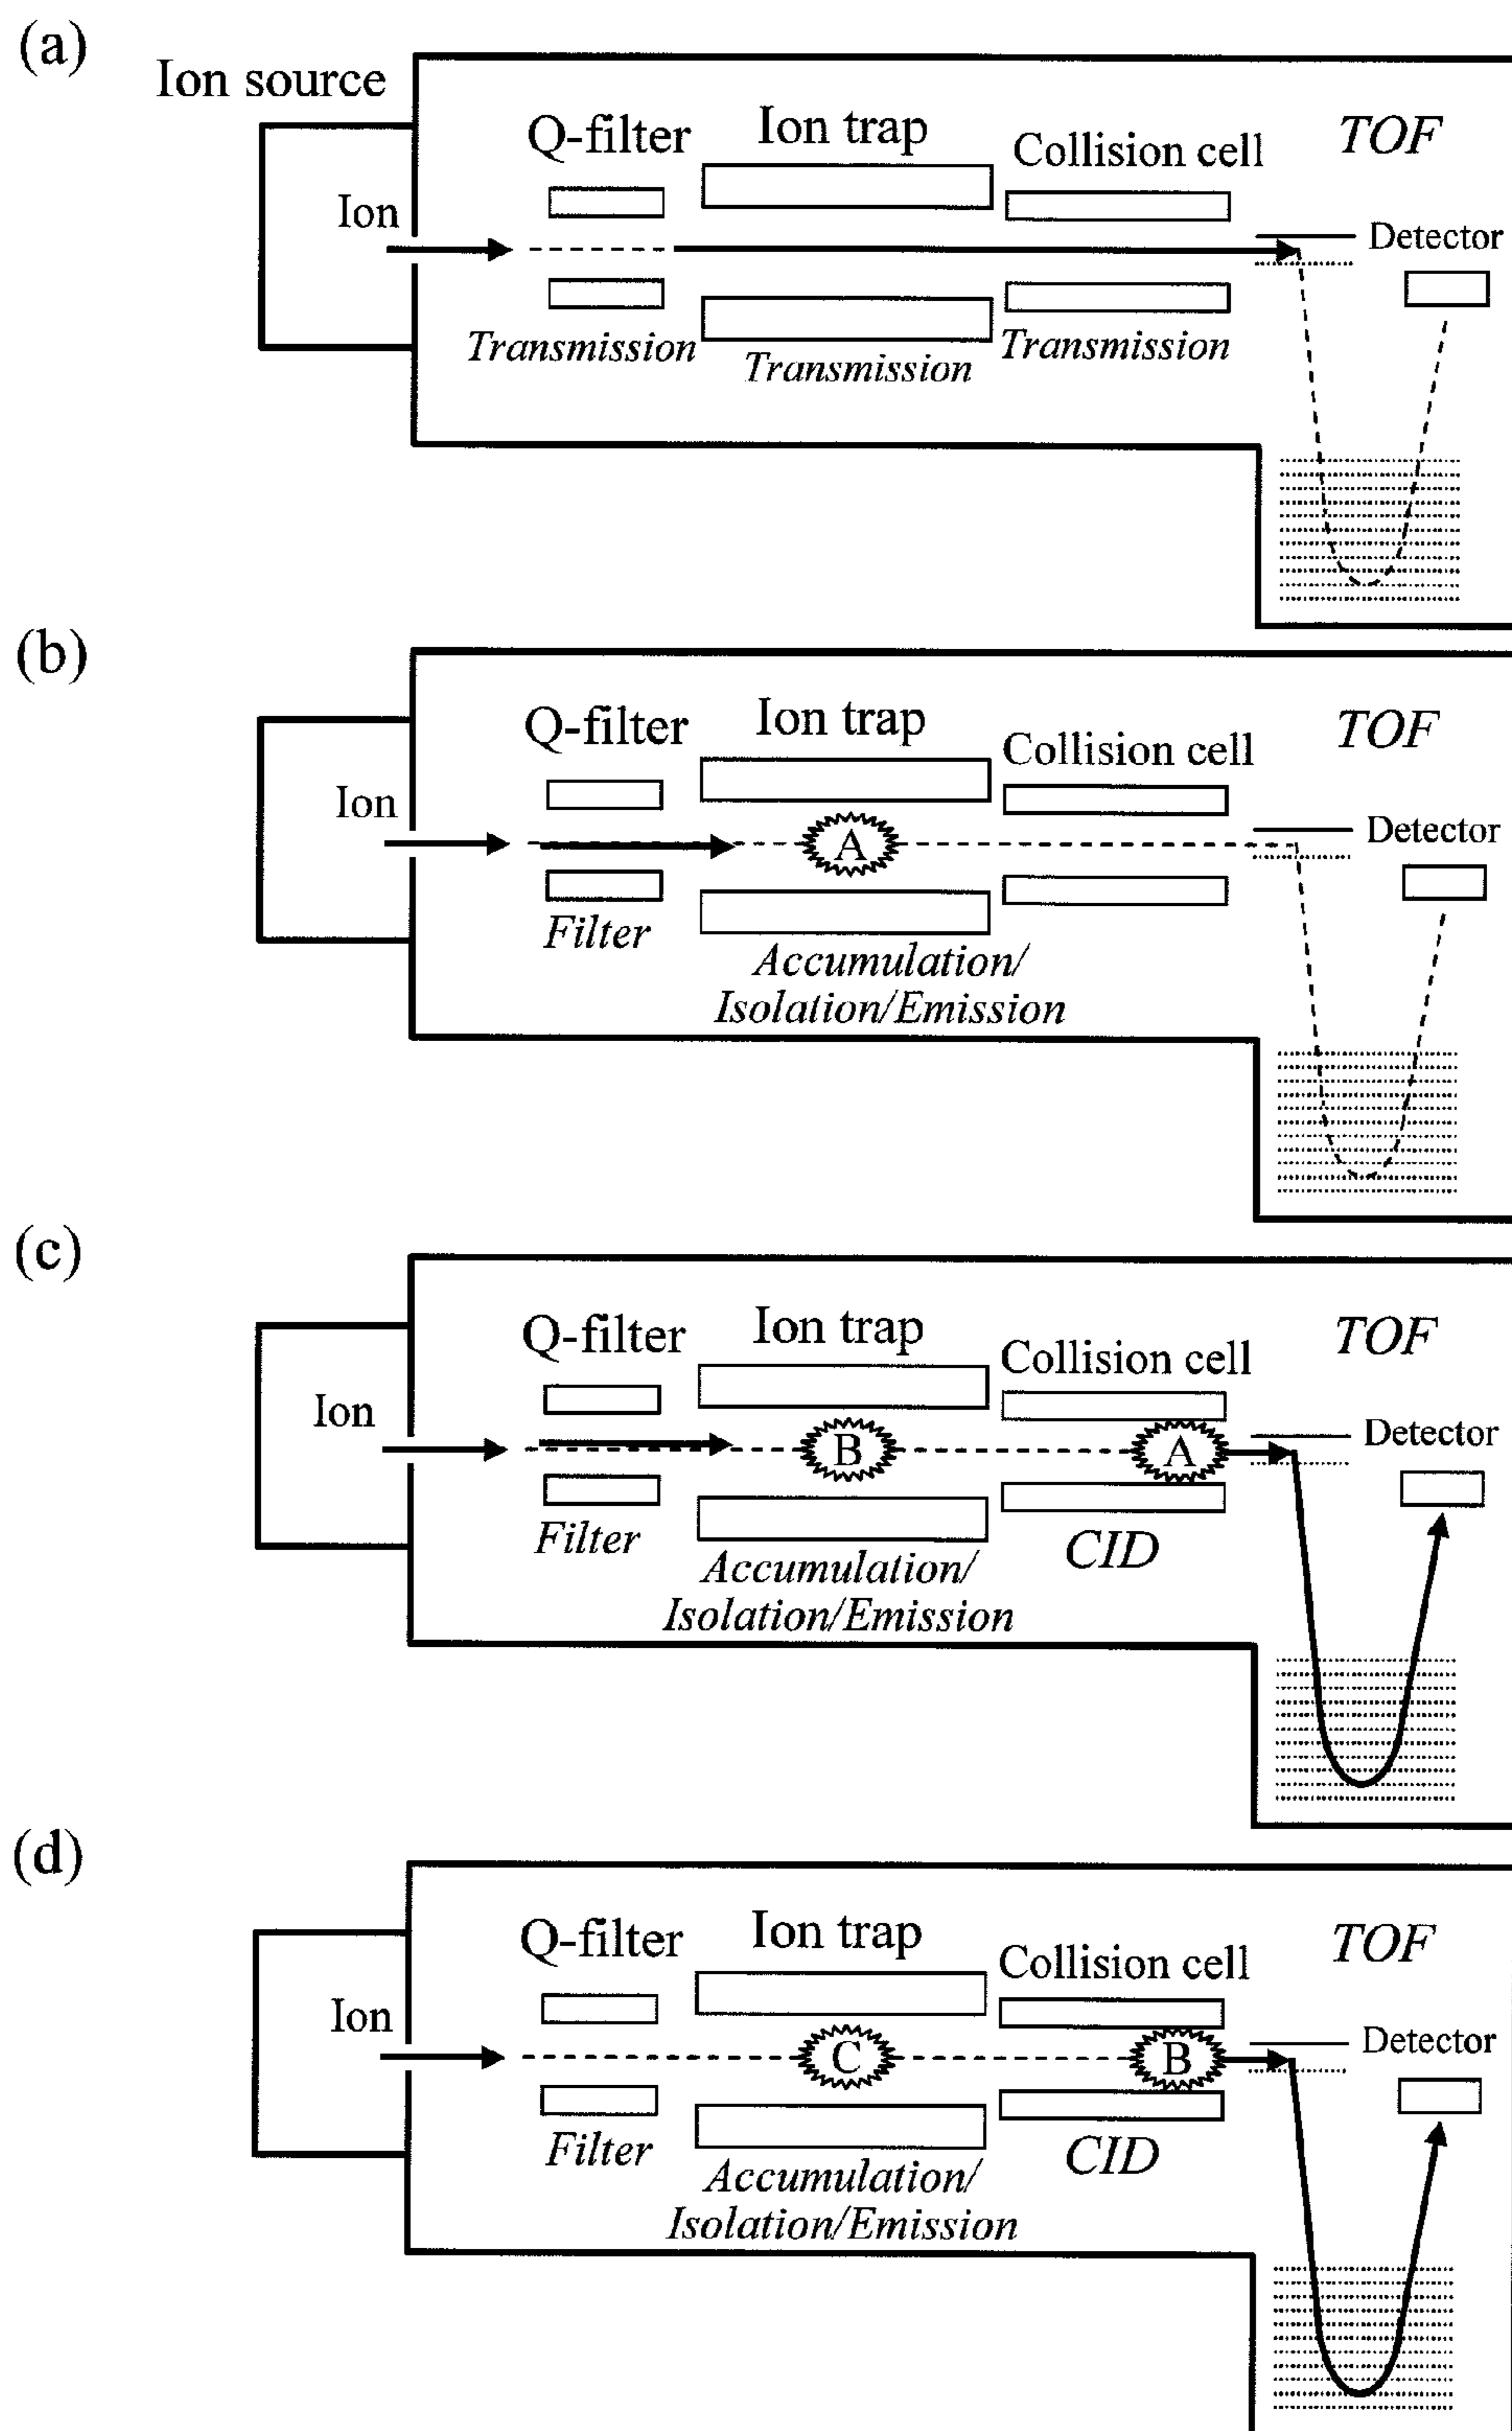 (a)
Ion source
Q-filter
Ion trap
Collision cell
TOF
Ion
Detector
Transmission
Transmission
Transmission
(b)
Q-filter
Ion trap
Collision cell
TOF
Ion
A
Detector
Filter
Accumulation/
Isolation/Emission
(c)
Q-filter
Ion trap
Collision cell
TOF
Ion
B
A
Detector
Filter
CID
Accumulation/
Isolation/Emission
(d)
Q-filter
Ion trap
Collision cell
TOF
Ion
C
B
Detector
Filter
CID
Accumulation/
Isolation/Emission